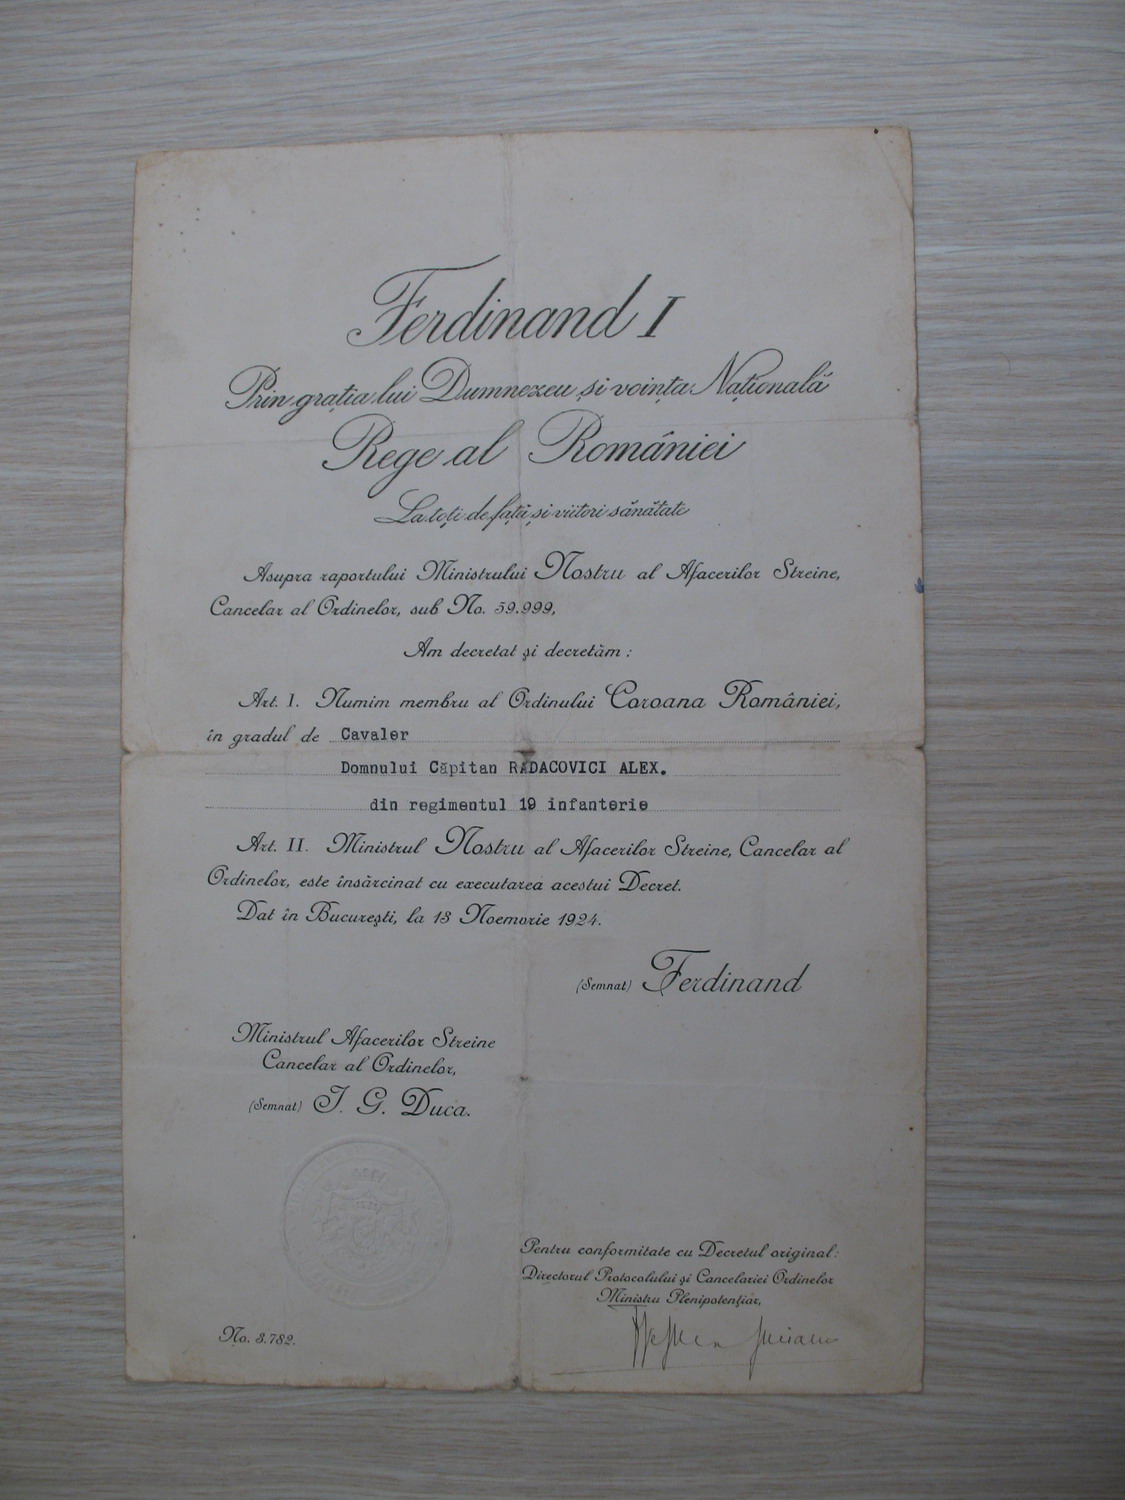 Ferdinand I
Prin grația lui Dumnezeu și voința Națională
Rege al României
La toți de față și viitori sănătate
Asupra raportului Ministrului Nostru al Afacerilor Streine,
Cancelar al Ordinelor, sub No. 59.999,
Am decretat și decretăm :
Art. I. Numim membru al Ordinului Coroana României,
în gradul de Cavaler
Domnului Căpitan RADACOVICI ALEX.
din regimentul 19 infanterie
Art. II. Ministrul Nostru al Afacerilor Streine, Cancelar al
Ordinelor, este însărcinat cu executarea acestui Decret.
Dat în București, la 13 Noemvrie 1924.
(Semnat) Ferdinand
Ministrul Afacerilor Streine
Cancelar al Ordinelor,
(Semnat) I. G. Duca.
Pentru conformitate cu Decretul original:
Directorul Protocolului și Cancelariei Ordinelor
Ministru Plenipotențiar,
No. 3.782.